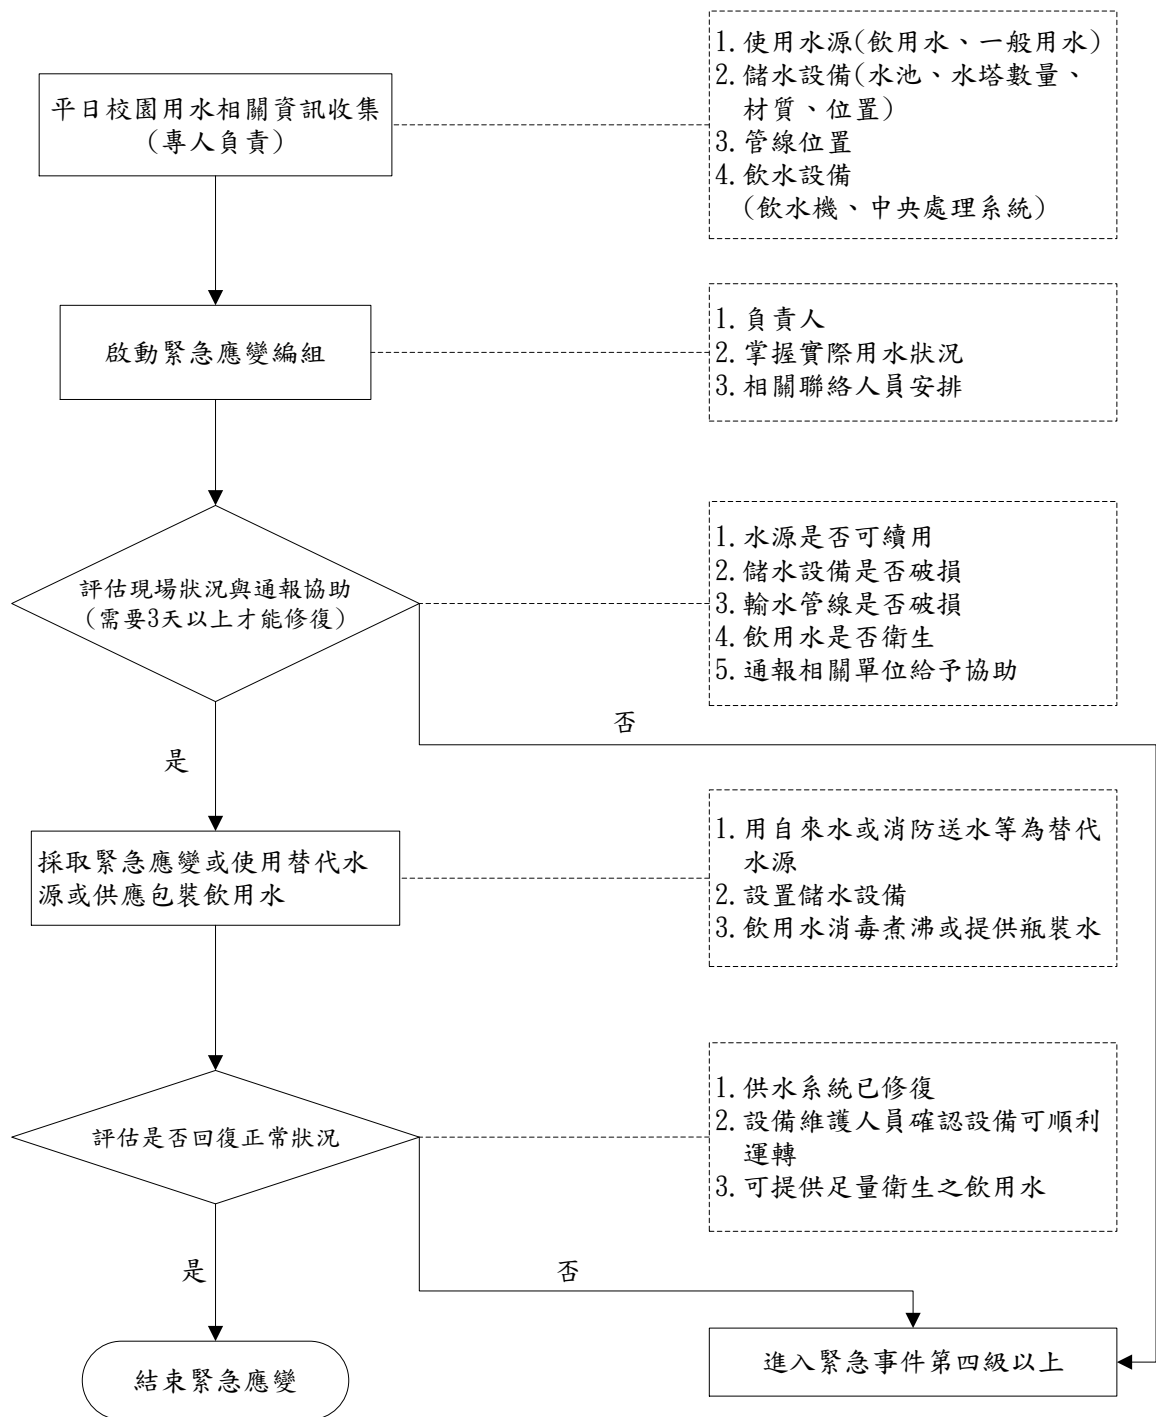 平日校園用水相關資訊收集
(專人負責)
1.使用水源(飲用水、一般用水)
2.儲水設備(水池、水塔數量、
材質、位置)
3.管線位置
4.飲水設備
(飲水機、中央處理系統)
啟動緊急應變編組
1.負責人
2.掌握實際用水狀況
3.相關聯絡人員安排
評估現場狀況與通報協助
(需要3天以上才能修復)
1.水源是否可續用
2.儲水設備是否破損
3.輸水管線是否破損
4.飲用水是否衛生
5.通報相關單位給予協助
否
是
採取緊急應變或使用替代水
源或供應包裝飲用水
1.用自來水或消防送水等為替代
水源
2.設置儲水設備
3.飲用水消毒煮沸或提供瓶裝水
評估是否回復正常狀況
1.供水系統已修復
2.設備維護人員確認設備可順利
運轉
3.可提供足量衛生之飲用水
是
否
結束緊急應變
進入緊急事件第四級以上